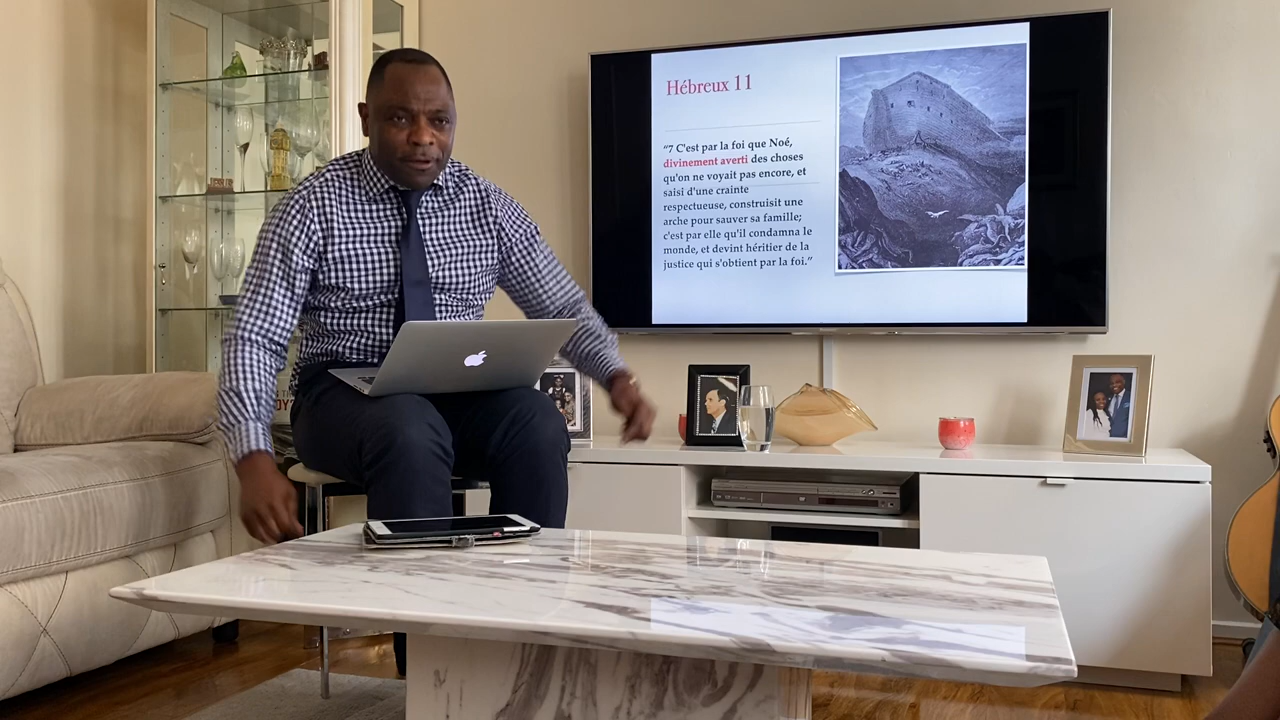 Hébreux 11
“7 C'est par la foi que Noé,
divinement averti des choses
qu'on ne voyait pas encore, et
saisi d'une crainte
respectueuse, construisit une
arche pour sauver sa famille;
c'est par elle qu'il condamna le
monde, et devint héritier de la
justice qui s'obtient par la foi.”